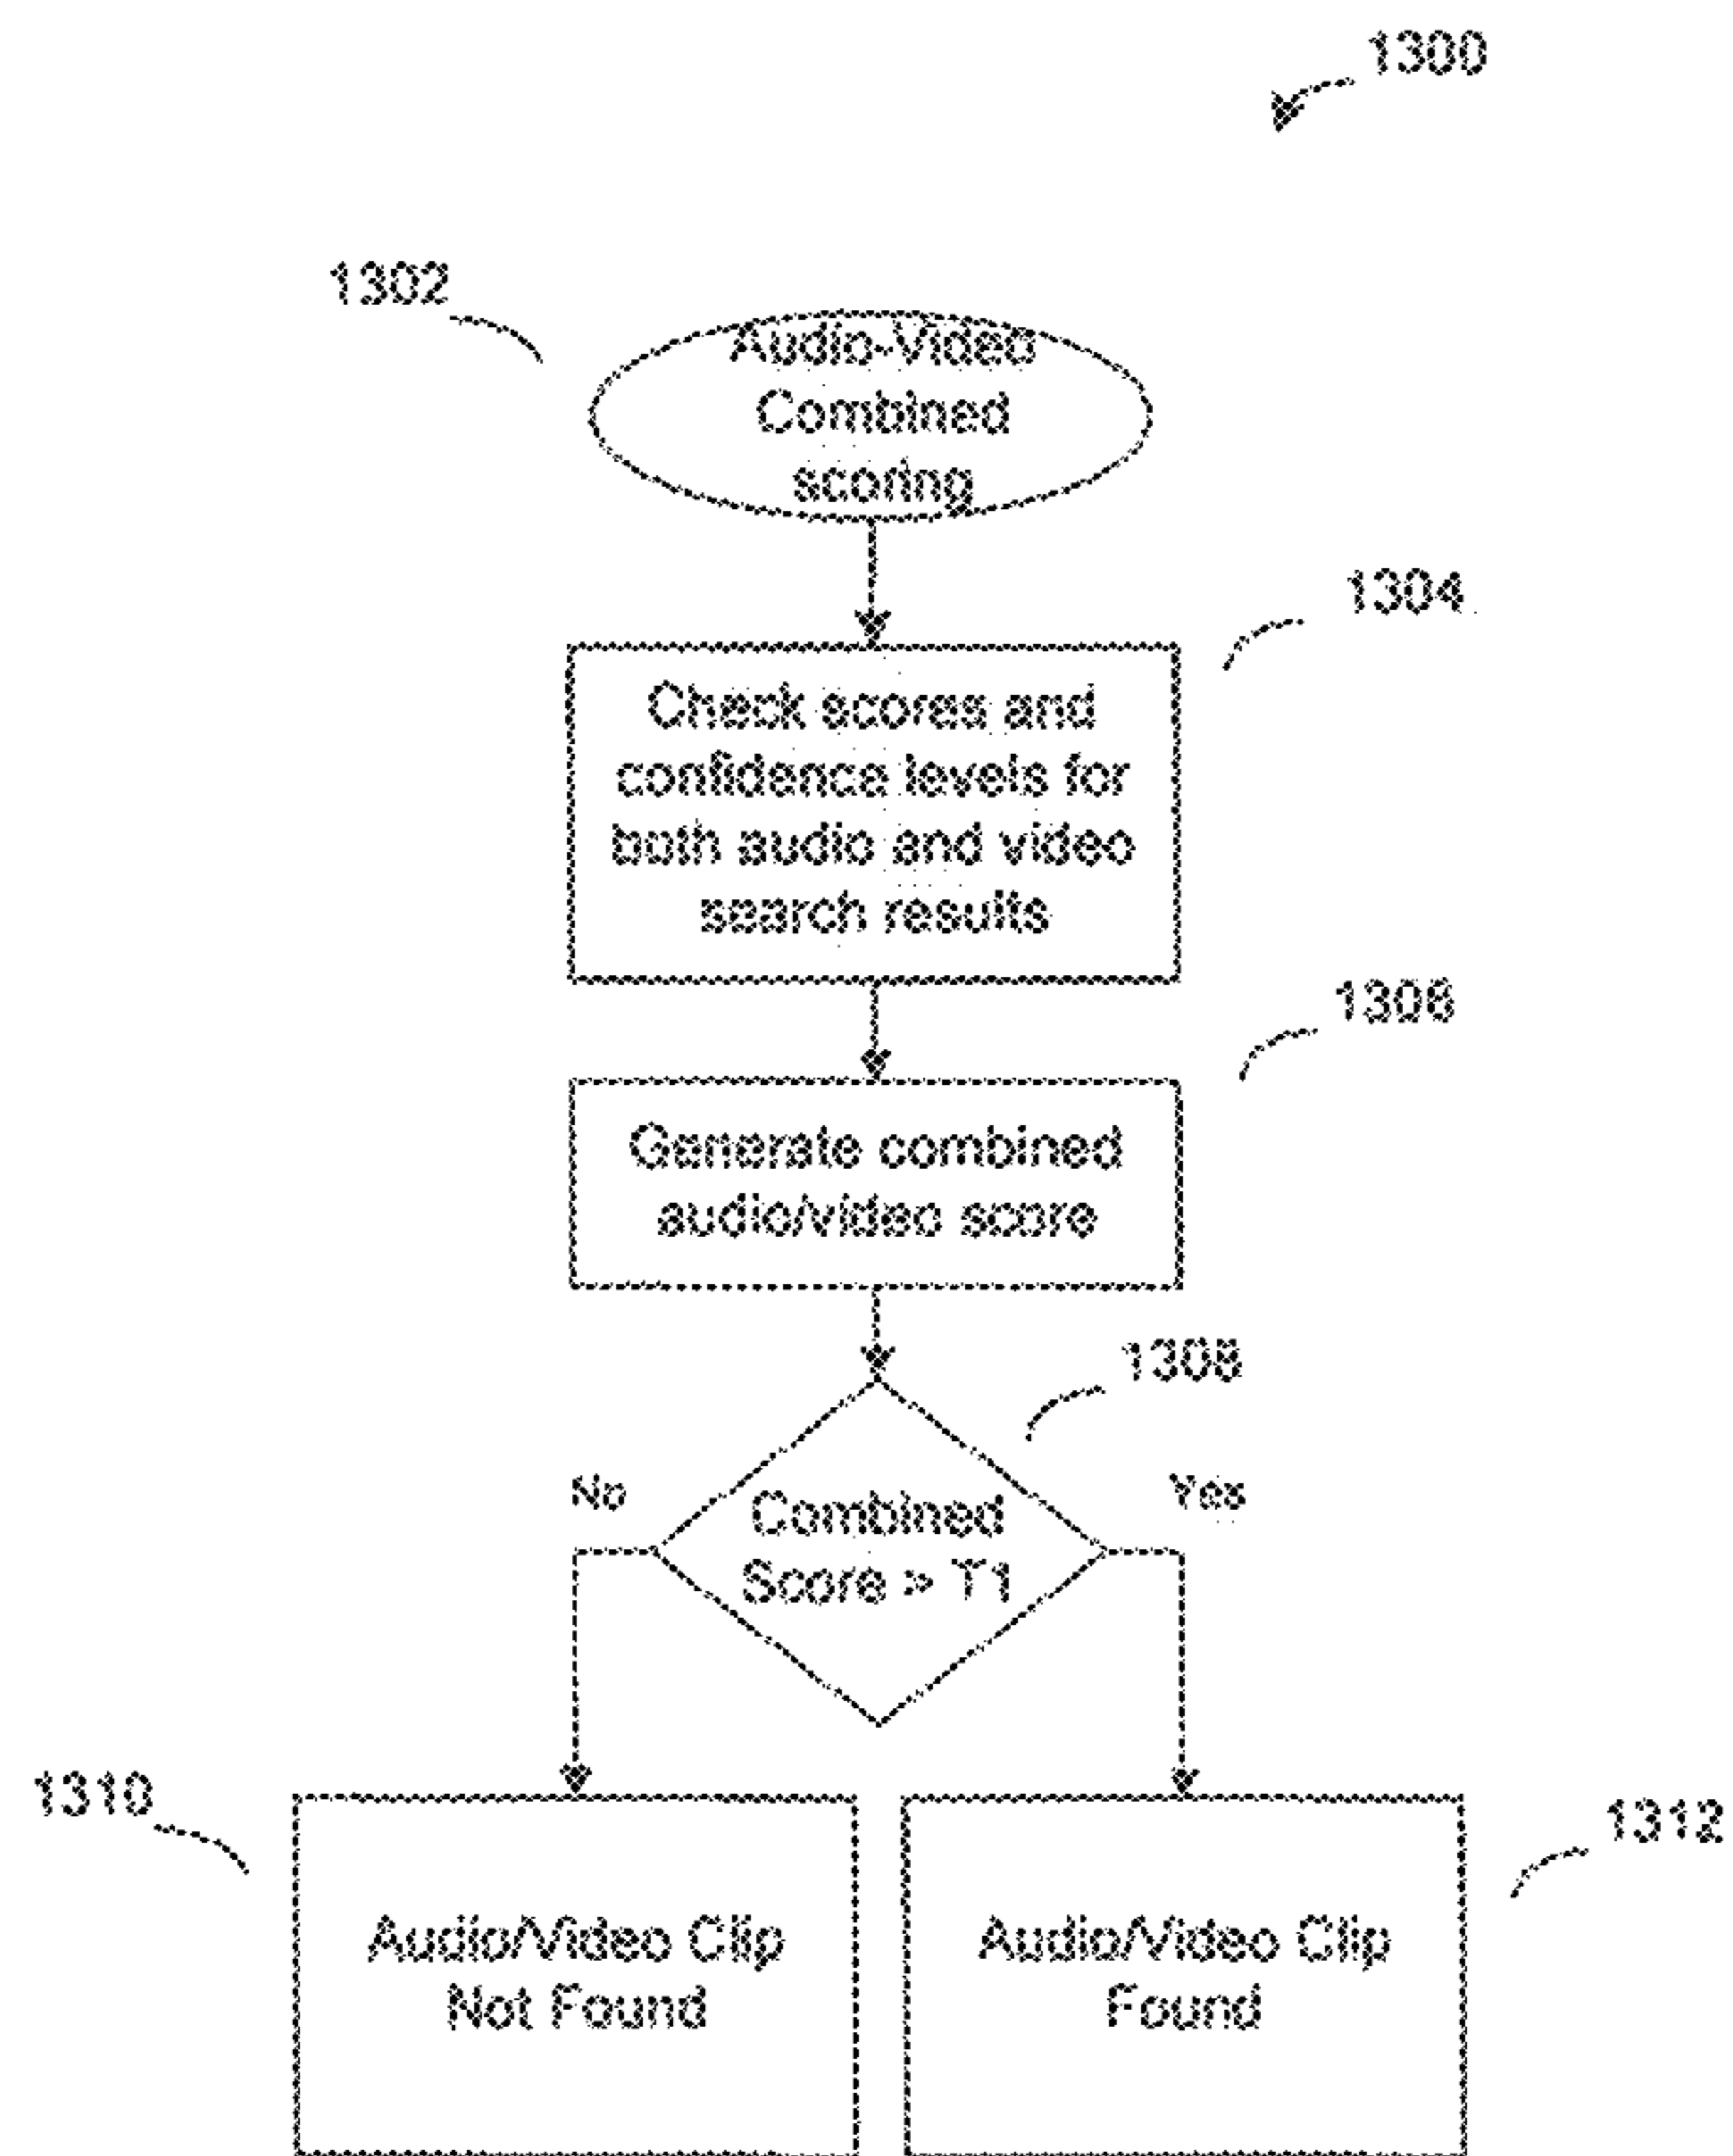 1300
1302
Audio-Video
Combined
scoring
1304
Check scores and
confidence levels for
both audio and video
search results
1306
Generate combined
audio/video score
1308
No
Yes
Combined
Score > T1
1310
1312
Audio/Video Clip
Not Found
Audio/Video Clip
Found